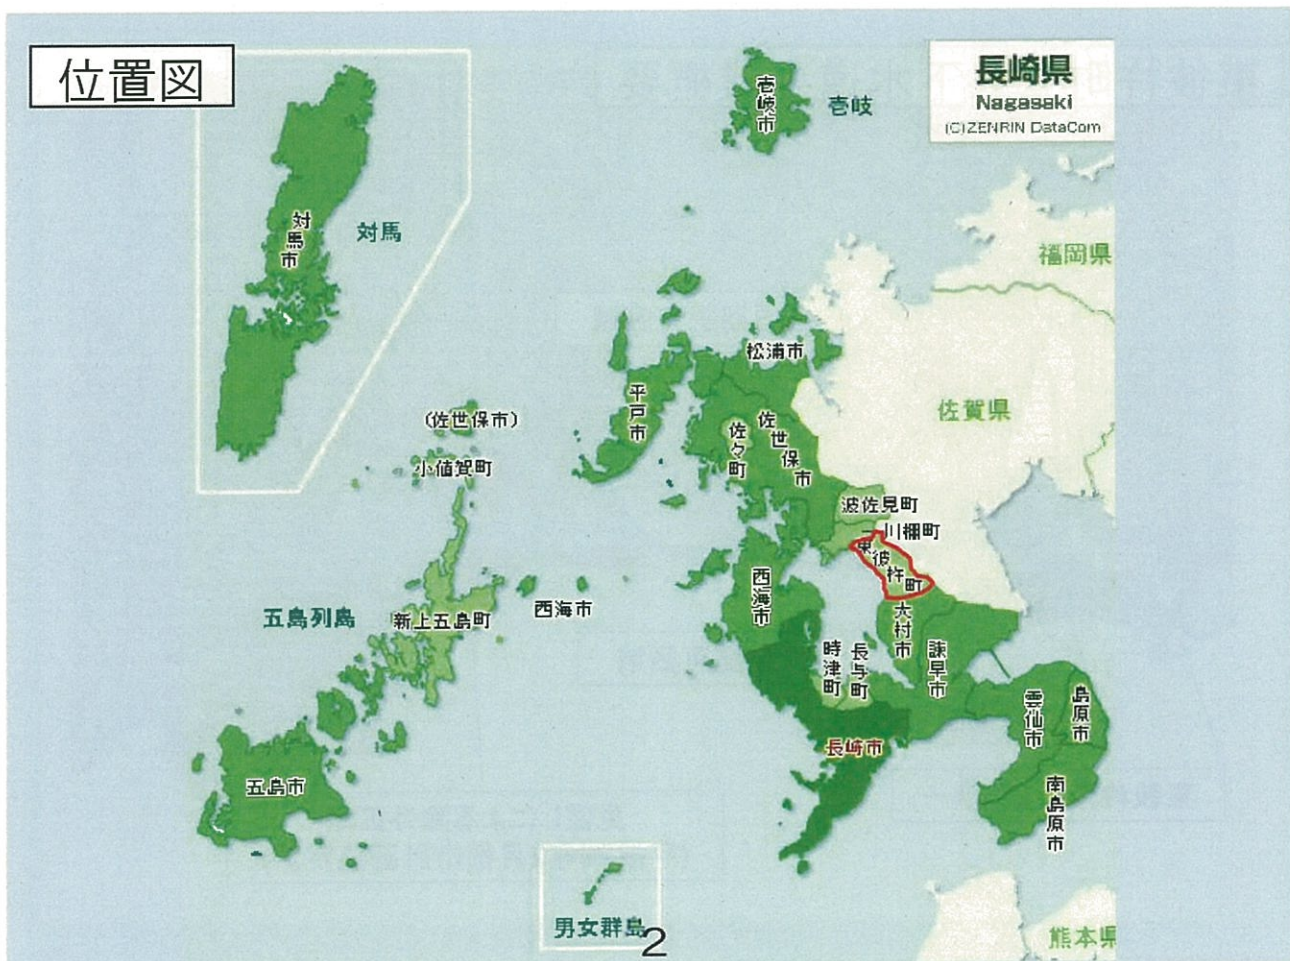 位置図
長崎県
Nagasaki
(C)ZENRIN DataCom
壱岐市
壱岐
対馬市
対馬
福岡県
松浦市
平戸市
佐世保市
佐々町
佐賀県
(佐世保市)
小値賀町
波佐見町
川棚町
東彼杵町
西海市
西海市
五島列島
新上五島町
大村市
時津町
長与町
諫早市
雲仙市
島原市
長崎市
五島市
南島原市
男女群島
熊本県
2